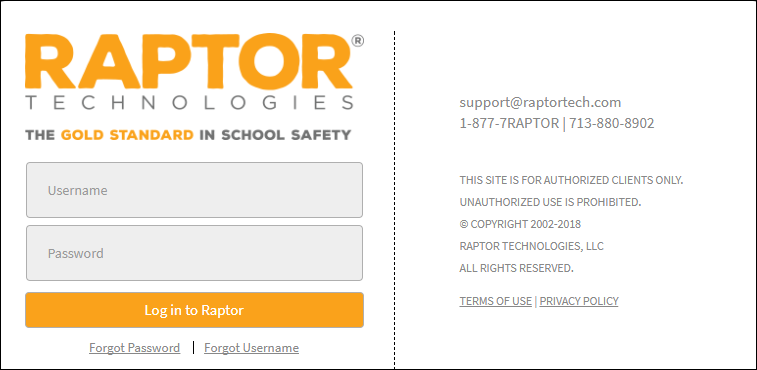 RAPTOR®
TECHNOLOGIES
THE GOLD STANDARD IN SCHOOL SAFETY
Username
Password
Log in to Raptor
Forgot Password | Forgot Username
support@raptortech.com
1-877-7RAPTOR | 713-880-8902
THIS SITE IS FOR AUTHORIZED CLIENTS ONLY.
UNAUTHORIZED USE IS PROHIBITED.
© COPYRIGHT 2002-2018
RAPTOR TECHNOLOGIES, LLC
ALL RIGHTS RESERVED.
TERMS OF USE | PRIVACY POLICY